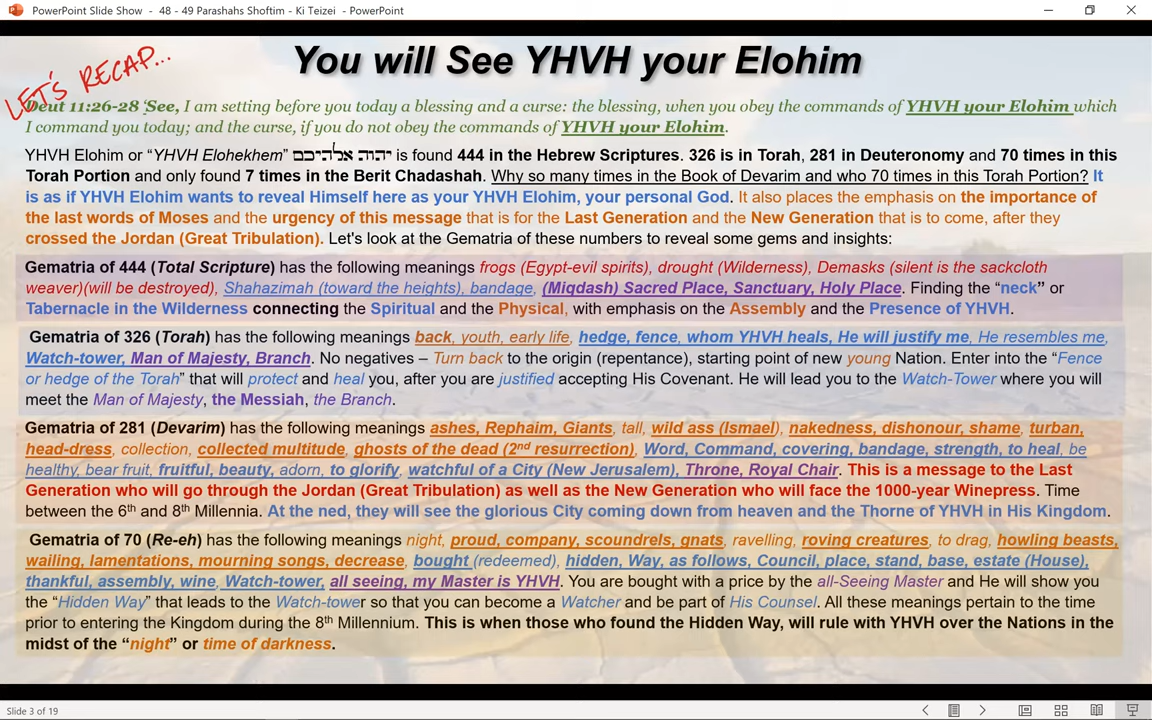 PowerPoint Slide Show - 48 - 49 Parashahs Shoftim - Ki Teizei - PowerPoint
LET'S RECAP...
You will See YHVH your Elohim
Deut 11:26-28 'See, I am setting before you today a blessing and a curse: the blessing, when you obey the commands of YHVH your Elohim which
I command you today; and the curse, if you do not obey the commands of YHVH your Elohim.
YHVH Elohim or “YHVH Elohekhem” יהוה אלהיכם is found 444 in the Hebrew Scriptures. 326 is in Torah, 281 in Deuteronomy and 70 times in this
Torah Portion and only found 7 times in the Berit Chadashah. Why so many times in the Book of Devarim and who 70 times in this Torah Portion? It
is as if YHVH Elohim wants to reveal Himself here as your YHVH Elohim, your personal God. It also places the emphasis on the importance of
the last words of Moses and the urgency of this message that is for the Last Generation and the New Generation that is to come, after they
crossed the Jordan (Great Tribulation). Let's look at the Gematria of these numbers to reveal some gems and insights:
Gematria of 444 (Total Scripture) has the following meanings frogs (Egypt-evil spirits), drought (Wilderness), Demasks (silent is the sackcloth
weaver)(will be destroyed), Shahazimah (toward the heights), bandage, (Miqdash) Sacred Place, Sanctuary, Holy Place. Finding the “neck” or
Tabernacle in the Wilderness connecting the Spiritual and the Physical, with emphasis on the Assembly and the Presence of YHVH.
Gematria of 326 (Torah) has the following meanings back, youth, early life, hedge, fence, whom YHVH heals, He will justify me, He resembles me,
Watch-tower, Man of Majesty, Branch. No negatives – Turn back to the origin (repentance), starting point of new young Nation. Enter into the “Fence
or hedge of the Torah” that will protect and heal you, after you are justified accepting His Covenant. He will lead you to the Watch-Tower where you will
meet the Man of Majesty, the Messiah, the Branch.
Gematria of 281 (Devarim) has the following meanings ashes, Rephaim, Giants, tall, wild ass (Ismael), nakedness, dishonour, shame, turban,
head-dress, collection, collected multitude, ghosts of the dead (2nd resurrection), Word, Command, covering, bandage, strength, to heal, be
healthy, bear fruit, fruitful, beauty, adorn, to glorify, watchful of a City (New Jerusalem), Throne, Royal Chair. This is a message to the Last
Generation who will go through the Jordan (Great Tribulation) as well as the New Generation who will face the 1000-year Winepress. Time
between the 6th and 8th Millennia. At the ned, they will see the glorious City coming down from heaven and the Thorne of YHVH in His Kingdom.
Gematria of 70 (Re-eh) has the following meanings night, proud, company, scoundrels, gnats, ravelling, roving creatures, to drag, howling beasts,
wailing, lamentations, mourning songs, decrease, bought (redeemed), hidden, Way, as follows, Council, place, stand, base, estate (House),
thankful, assembly, wine, Watch-tower, all seeing, my Master is YHVH. You are bought with a price by the all-Seeing Master and He will show you
the “Hidden Way” that leads to the Watch-tower so that you can become a Watcher and be part of His Counsel. All these meanings pertain to the time
prior to entering the Kingdom during the 8th Millennium. This is when those who found the Hidden Way, will rule with YHVH over the Nations in the
midst of the “night” or time of darkness.
Slide 3 of 19